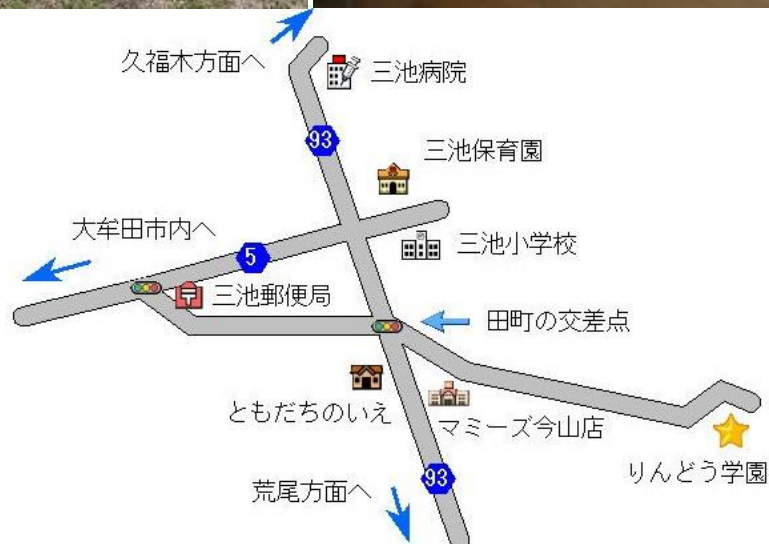 久福木方面へ
三池病院
93
三池保育園
大牟田市内へ
5
三池小学校
三池郵便局
田町の交差点
ともだちのいえ
マミーズ今山店
りんどう学園
荒尾方面へ
93